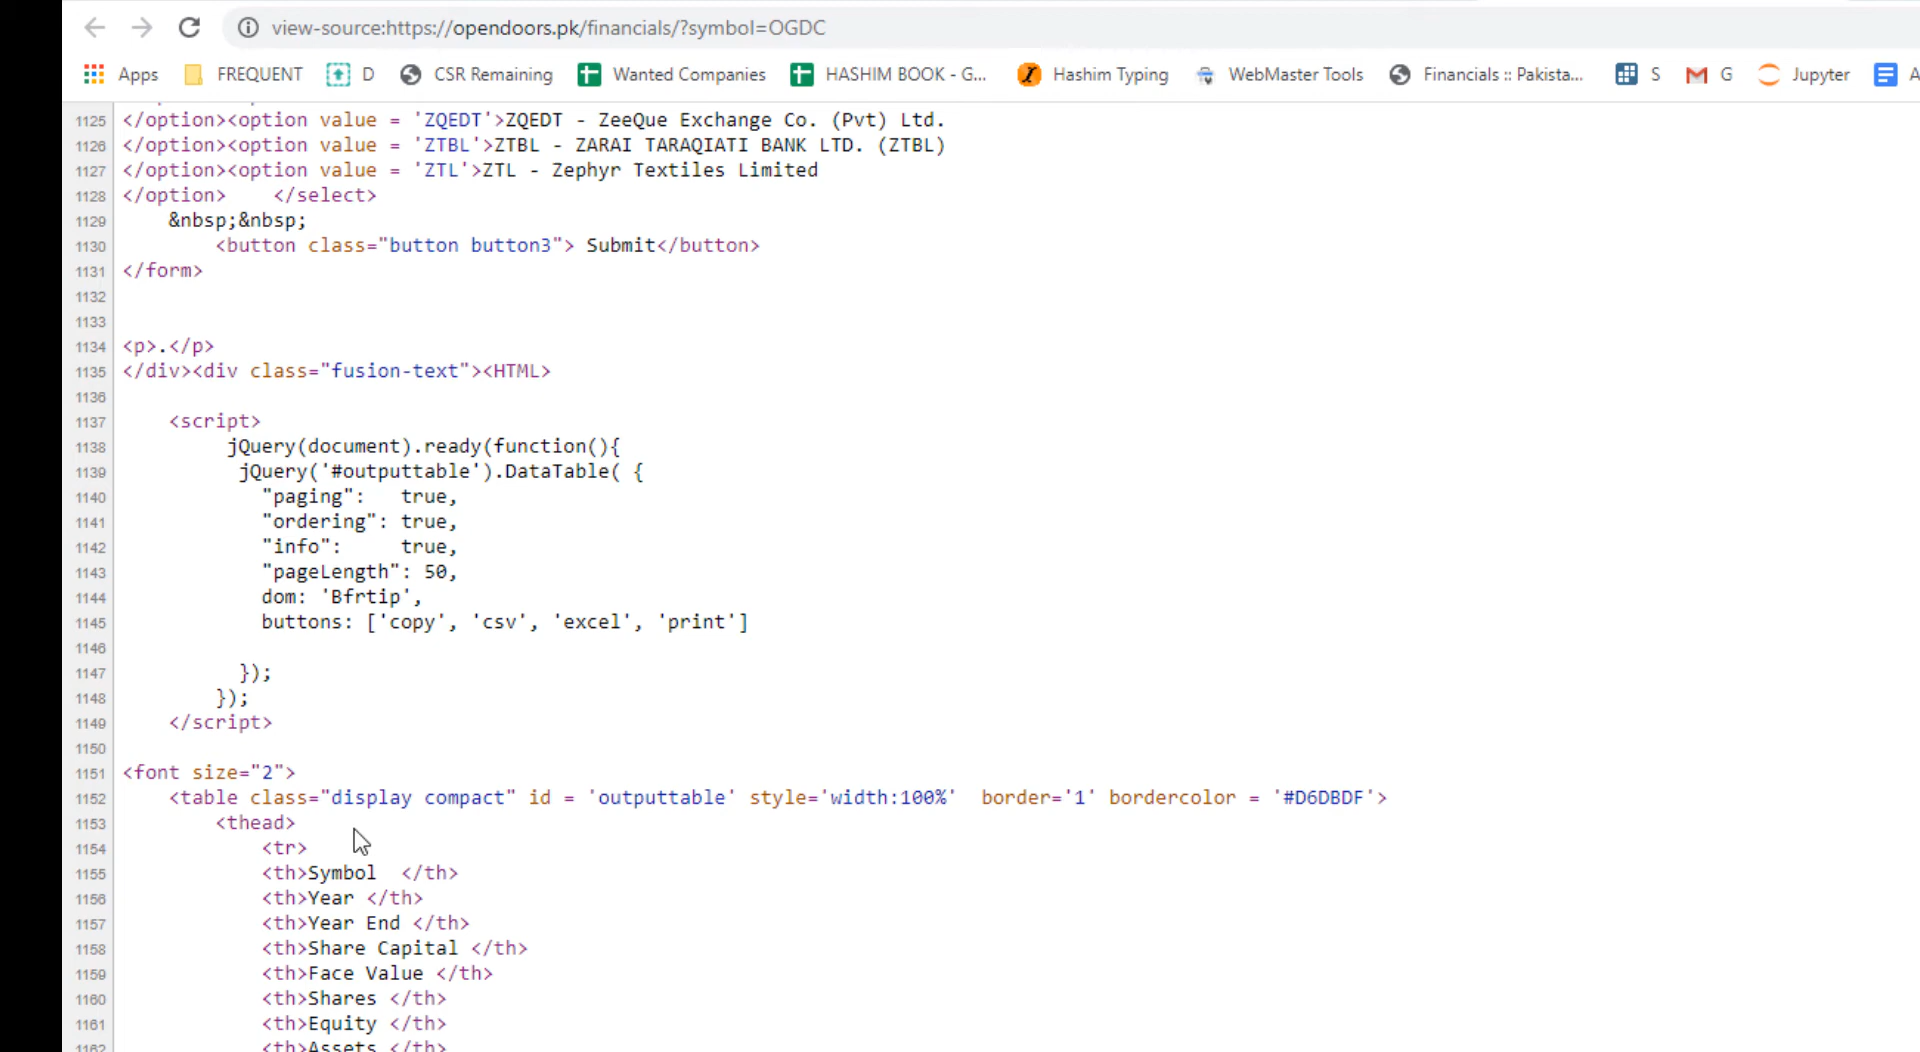 view-source:https://opendoors.pk/financials/?symbol=OGDC
Apps FREQUENT D CSR Remaining Wanted Companies HASHIM BOOK - G... Hashim Typing WebMaster Tools Financials :: Pakista... S G Jupyter A
1125 </option><option value = 'ZQEDT'>ZQEDT - ZeeQue Exchange Co. (Pvt) Ltd.
1126 </option><option value = 'ZTBL'>ZTBL - ZARAI TARAQIATI BANK LTD. (ZTBL)
1127 </option><option value = 'ZTL'>ZTL - Zephyr Textiles Limited
1128 </option>    </select>
1129     &nbsp;&nbsp;
1130         <button class="button button3"> Submit</button>
1131 </form>
1132
1133
1134 <p>.</p>
1135 </div><div class="fusion-text"><HTML>
1136
1137     <script>
1138          jQuery(document).ready(function(){
1139           jQuery('#outputtable').DataTable( {
1140             "paging":   true,
1141             "ordering": true,
1142             "info":     true,
1143             "pageLength": 50,
1144             dom: 'Bfrtip',
1145             buttons: ['copy', 'csv', 'excel', 'print']
1146
1147           });
1148         });
1149     </script>
1150
1151 <font size="2">
1152     <table class="display compact" id = 'outputtable' style='width:100%'  border='1' bordercolor = '#D6DBDF'>
1153         <thead>
1154             <tr>
1155             <th>Symbol  </th>
1156             <th>Year </th>
1157             <th>Year End </th>
1158             <th>Share Capital </th>
1159             <th>Face Value </th>
1160             <th>Shares </th>
1161             <th>Equity </th>
1162             <th>Assets </th>